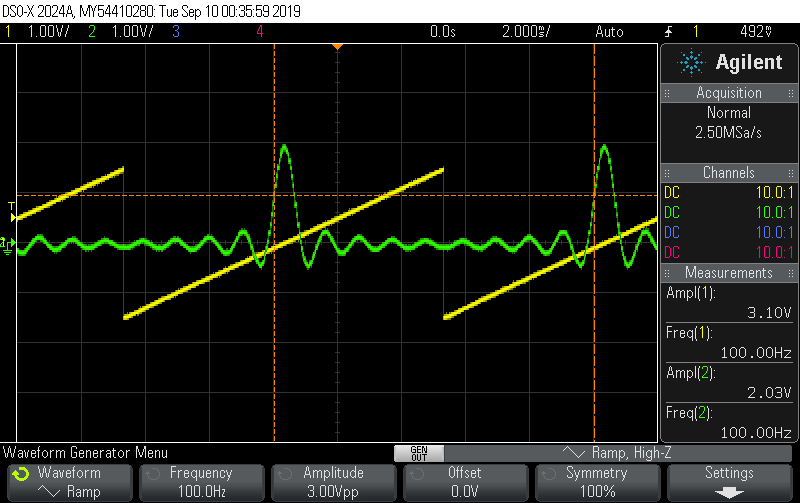 DSO-X 2024A, MY54410280: Tue Sep 10 00:35:59 2019
1 1.00V/ 2 1.00V/ 3 4 0.0s 2.000ms/ Auto 1 492mV
Agilent
Acquisition
Normal
2.50MSa/s
Channels
DC 10.0:1
DC 10.0:1
DC 10.0:1
DC 10.0:1
Measurements
Ampl(1):
3.10V
Freq(1):
100.00Hz
Ampl(2):
2.03V
Freq(2):
100.00Hz
T
Waveform Generator Menu
GEN OUT
Ramp, High-Z
Waveform
Ramp
Frequency
100.0Hz
Amplitude
3.00Vpp
Offset
0.0V
Symmetry
100%
Settings